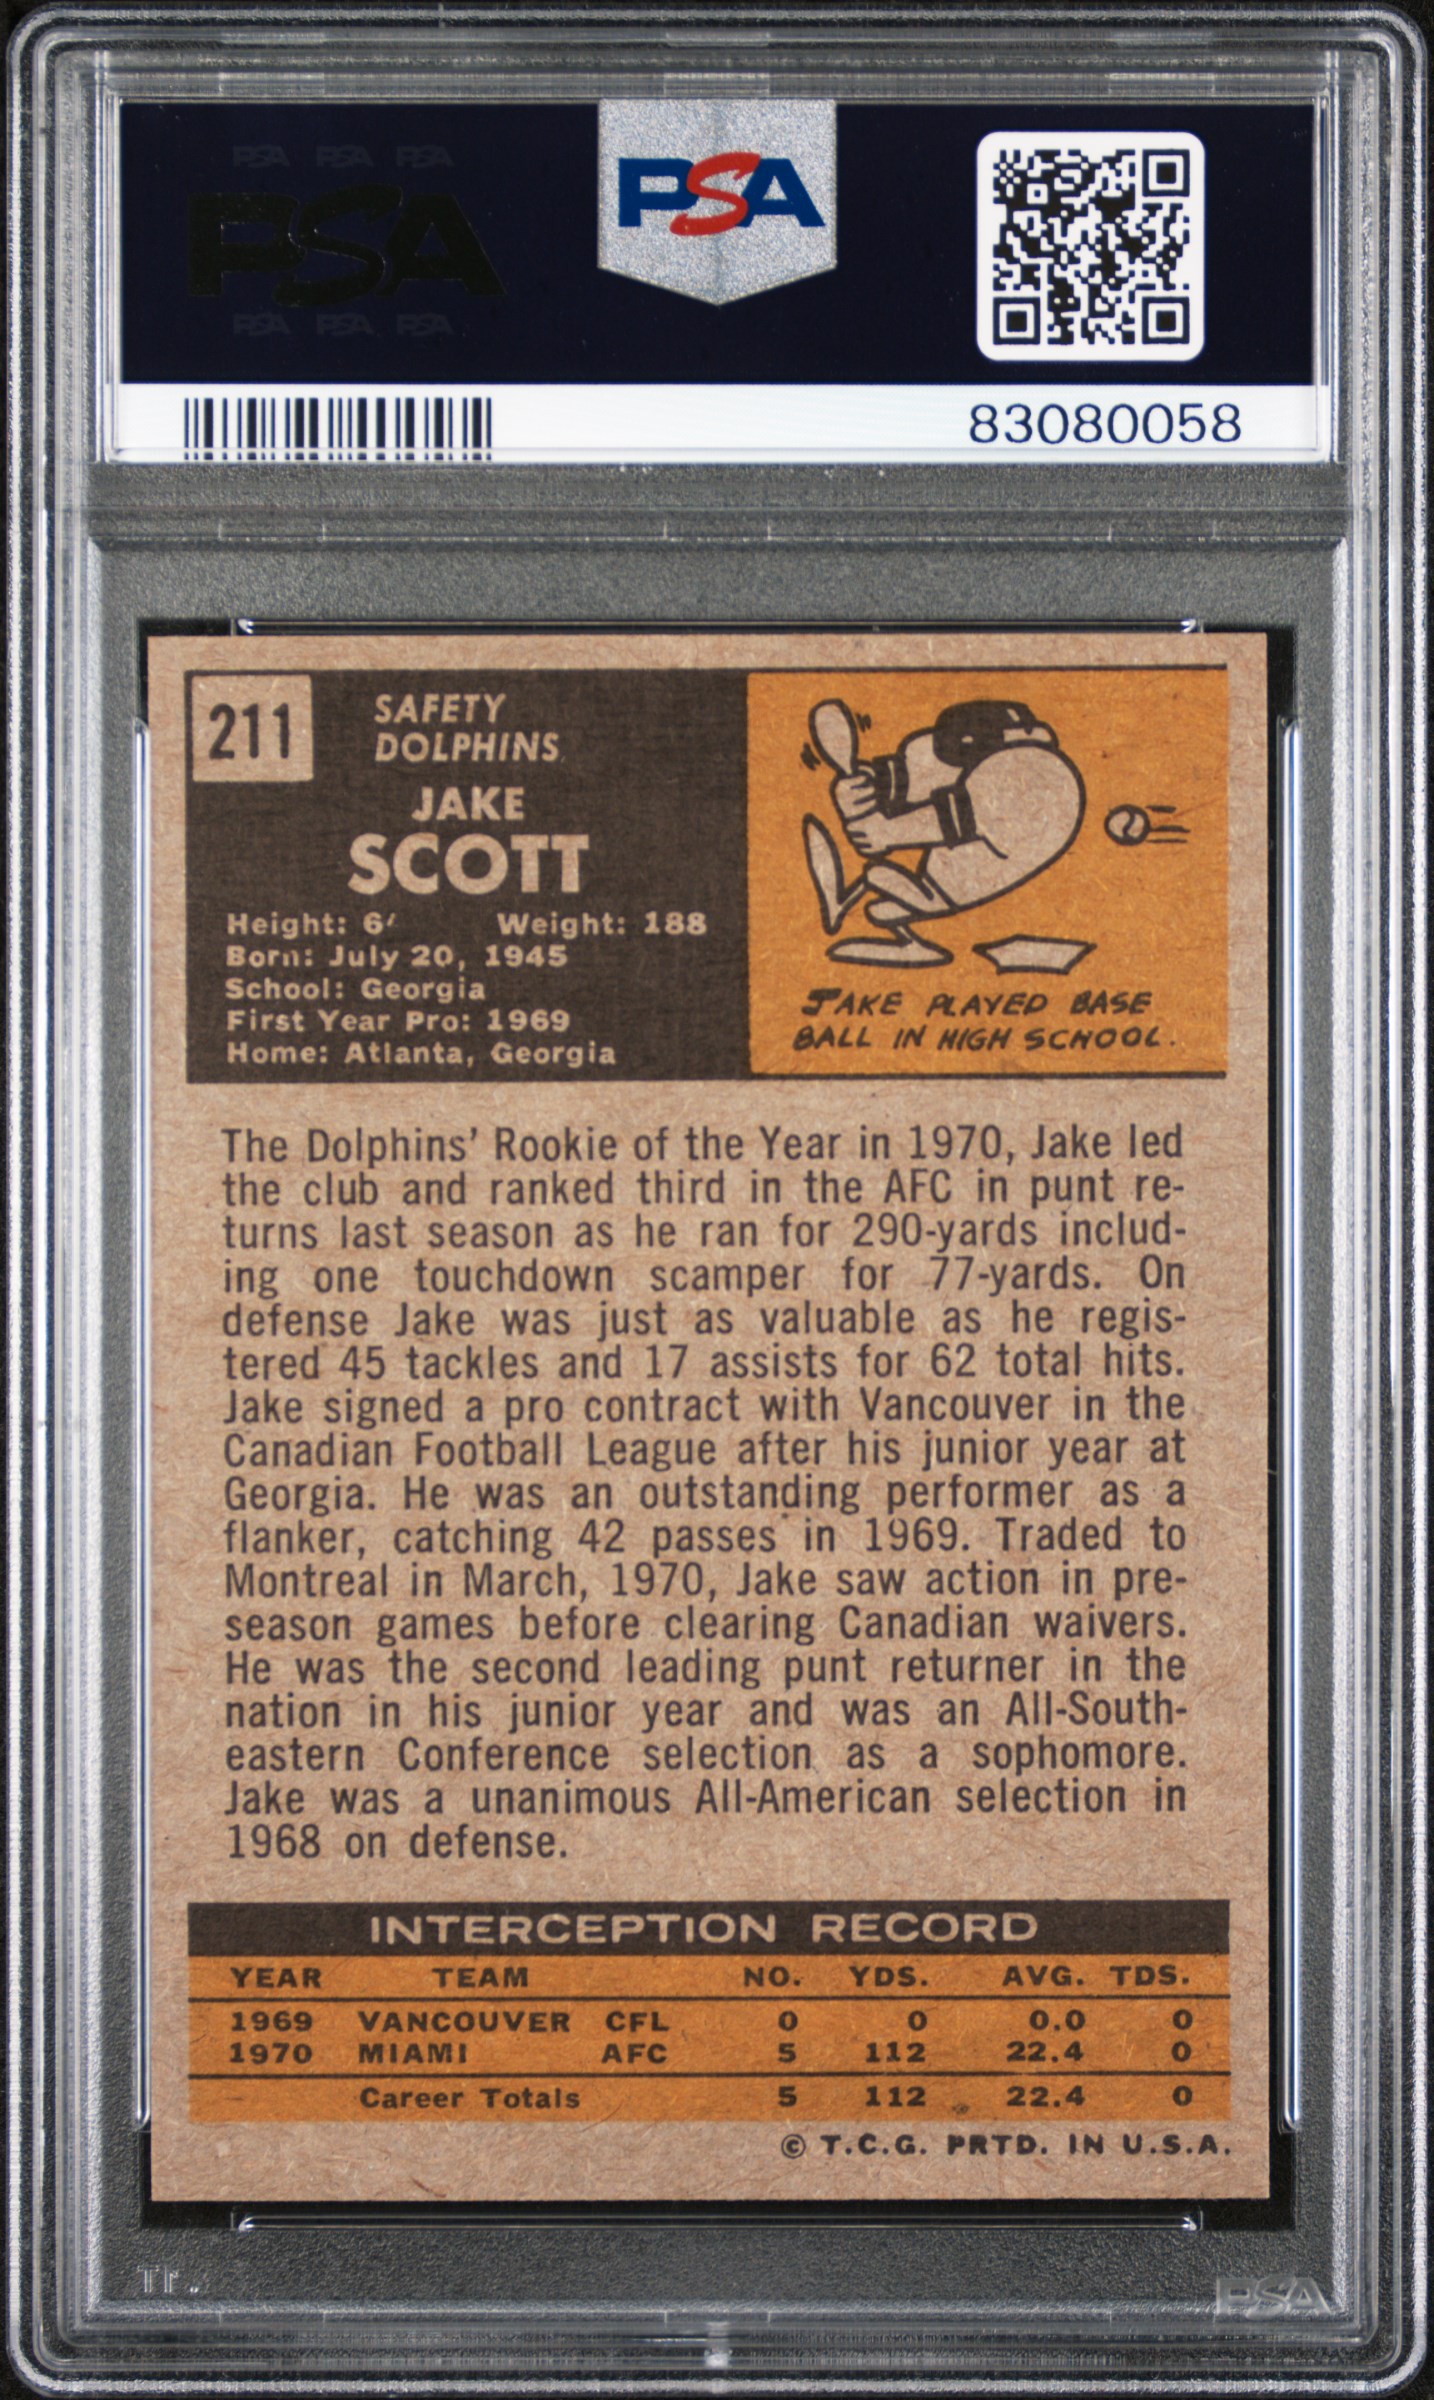 PSA PSA PSA
PSA
PSA PSA PSA
PSA
83080058
211
SAFETY
DOLPHINS
JAKE
SCOTT
Height: 6' Weight: 188
Born: July 20, 1945
School: Georgia
First Year Pro: 1969
Home: Atlanta, Georgia
JAKE PLAYED BASE
BALL IN HIGH SCHOOL.
The Dolphins' Rookie of the Year in 1970, Jake led
the club and ranked third in the AFC in punt re-
turns last season as he ran for 290-yards includ-
ing one touchdown scamper for 77-yards. On
defense Jake was just as valuable as he regis-
tered 45 tackles and 17 assists for 62 total hits.
Jake signed a pro contract with Vancouver in the
Canadian Football League after his junior year at
Georgia. He was an outstanding performer as a
flanker, catching 42 passes in 1969. Traded to
Montreal in March, 1970, Jake saw action in pre-
season games before clearing Canadian waivers.
He was the second leading punt returner in the
nation in his junior year and was an All-South-
eastern Conference selection as a sophomore.
Jake was a unanimous All-American selection in
1968 on defense.
INTERCEPTION RECORD
YEAR TEAM NO. YDS. AVG. TDS.
1969 VANCOUVER CFL 0 0 0.0 0
1970 MIAMI AFC 5 112 22.4 0
Career Totals 5 112 22.4 0
© T.C.G. PRTD. IN U.S.A.
PSA